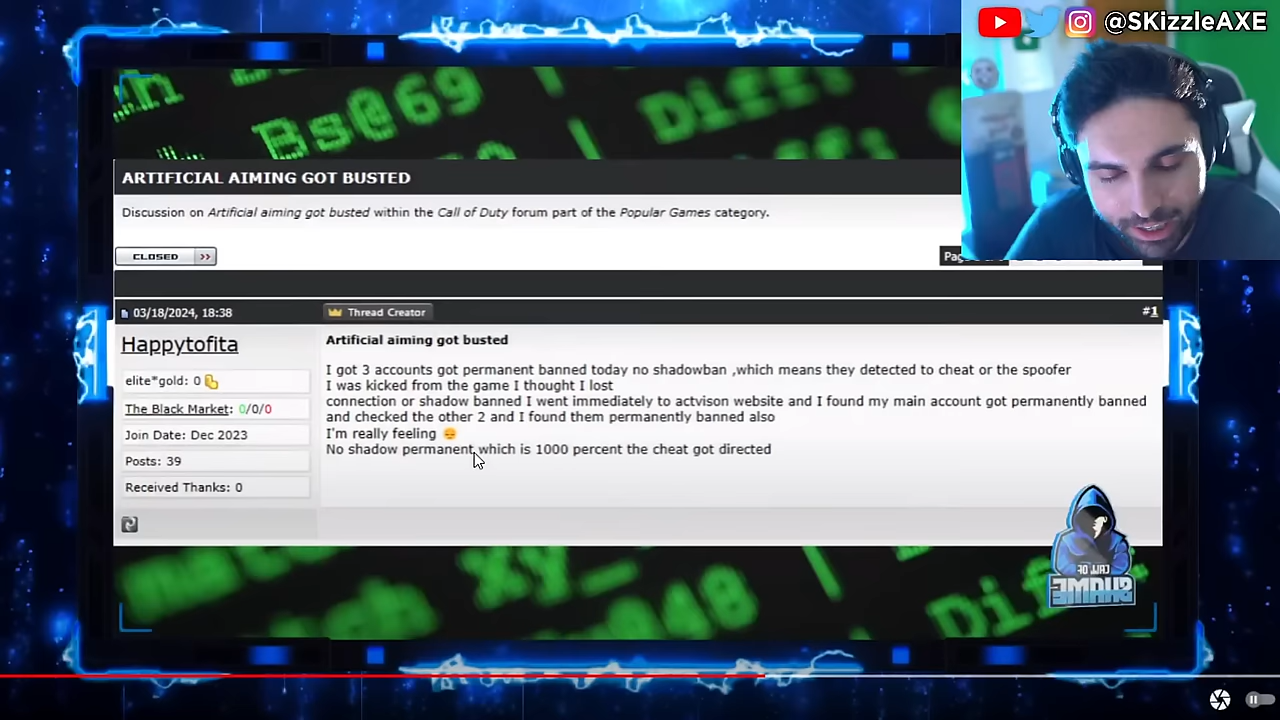 @SKizzleAXE
Bs@69
Diff
ARTIFICIAL AIMING GOT BUSTED
Discussion on Artificial aiming got busted within the Call of Duty forum part of the Popular Games category.
CLOSED >>
03/18/2024, 18:38
Thread Creator
#1
Happytofita
elite*gold: 0
The Black Market: 0/0/0
Join Date: Dec 2023
Posts: 39
Received Thanks: 0
Artificial aiming got busted
I got 3 accounts got permanent banned today no shadowban ,which means they detected to cheat or the spoofer
I was kicked from the game I thought I lost
connection or shadow banned I went immediately to actvison website and I found my main account got permanently banned
and checked the other 2 and I found them permanently banned also
I'm really feeling
No shadow permanent which is 1000 percent the cheat got directed
CALL OF
SHAME